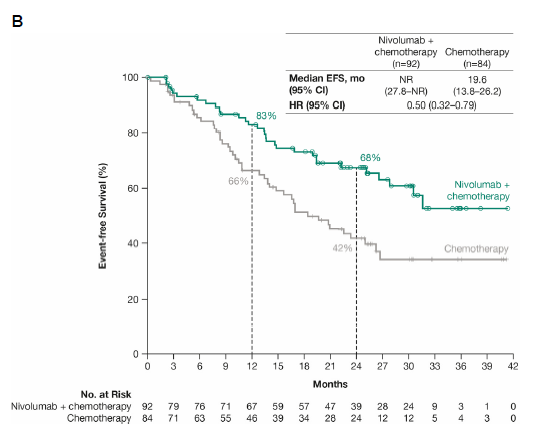 B
Nivolumab +
chemotherapy Chemotherapy
(n=92) (n=84)
Median EFS, mo NR 19.6
(95% CI) (27.8–NR) (13.8–26.2)
HR (95% CI) 0.50 (0.32–0.79)
100
80
60
40
20
0
Event-free Survival (%)
83%
68%
66%
42%
Nivolumab +
chemotherapy
Chemotherapy
0 3 6 9 12 15 18 21 24 27 30 33 36 39 42
Months
No. at Risk
Nivolumab + chemotherapy 92 79 76 71 67 59 57 47 39 28 24 9 3 1 0
Chemotherapy 84 71 63 55 46 39 34 28 24 12 12 5 4 3 0